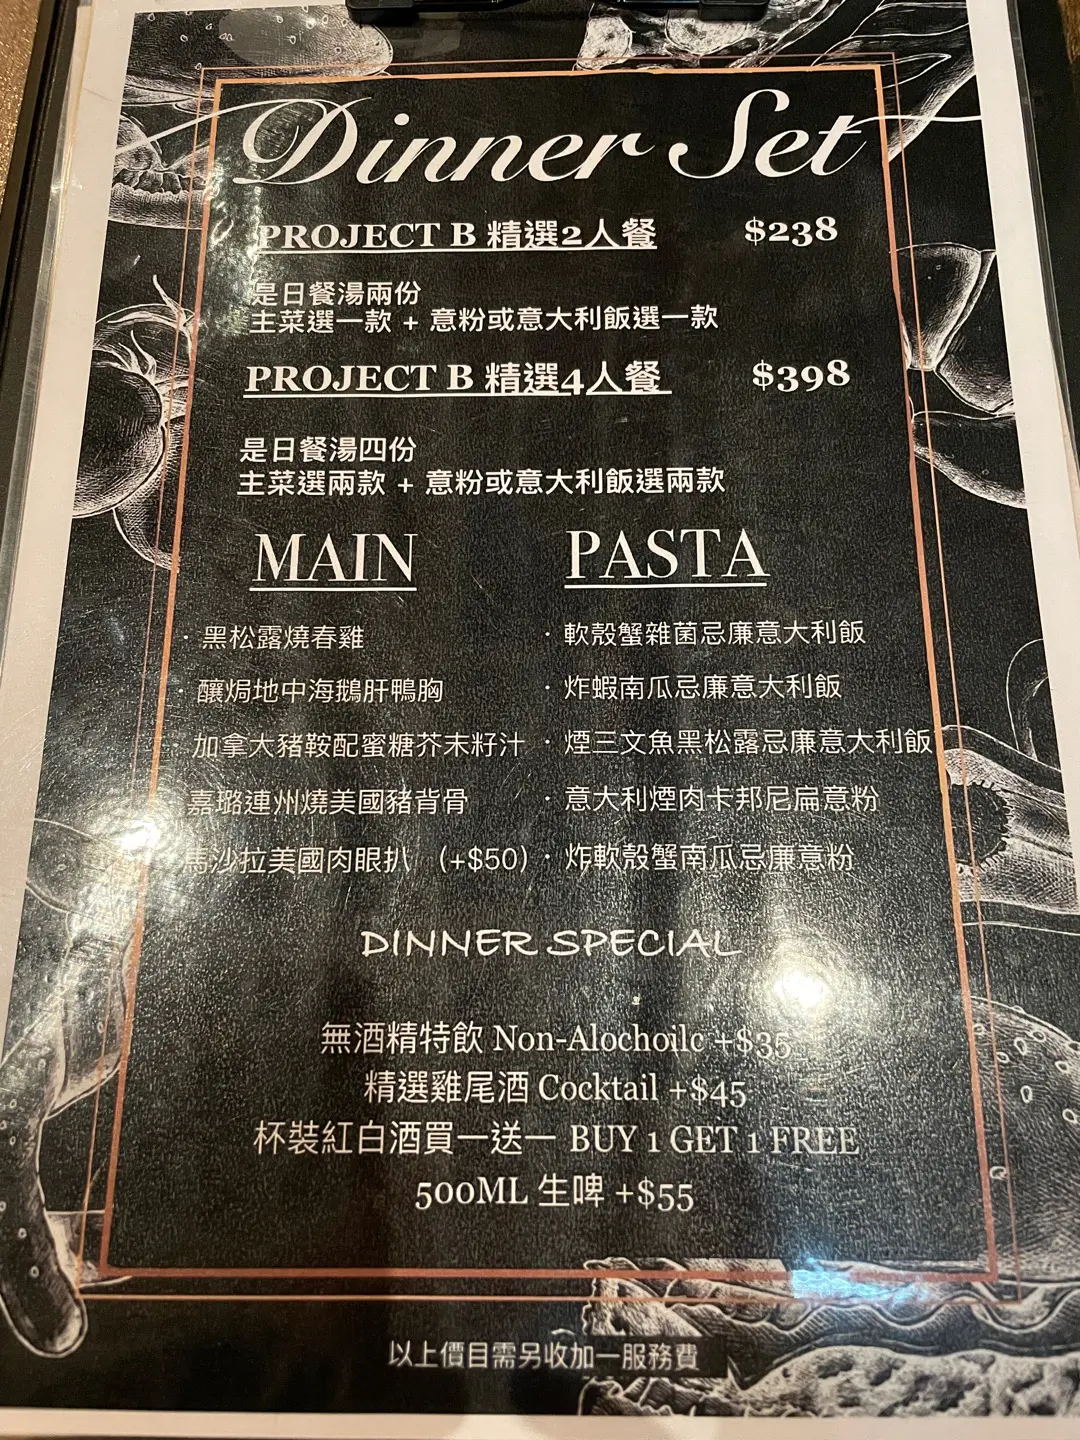 Dinner Set
PROJECT B 精選2人餐 $238
是日餐湯兩份
主菜選一款 + 意粉或意大利飯選一款
PROJECT B 精選4人餐 $398
是日餐湯四份
主菜選兩款 + 意粉或意大利飯選兩款
MAIN
· 黑松露燒春雞
· 釀焗地中海鵝肝鴨胸
加拿大豬鞍配蜜糖芥末籽汁
嘉璐連州燒美國豬背骨
馬沙拉美國肉眼扒 (+$50)
PASTA
· 軟殼蟹雜菌忌廉意大利飯
· 炸蝦南瓜忌廉意大利飯
· 煙三文魚黑松露忌廉意大利飯
· 意大利煙肉卡邦尼扁意粉
· 炸軟殼蟹南瓜忌廉意粉
DINNER SPECIAL
無酒精特飲 Non-Alochoilc +$35
精選雞尾酒 Cocktail +$45
杯裝紅白酒買一送一 BUY 1 GET 1 FREE
500ML 生啤 +$55
以上價目需另收加一服務費